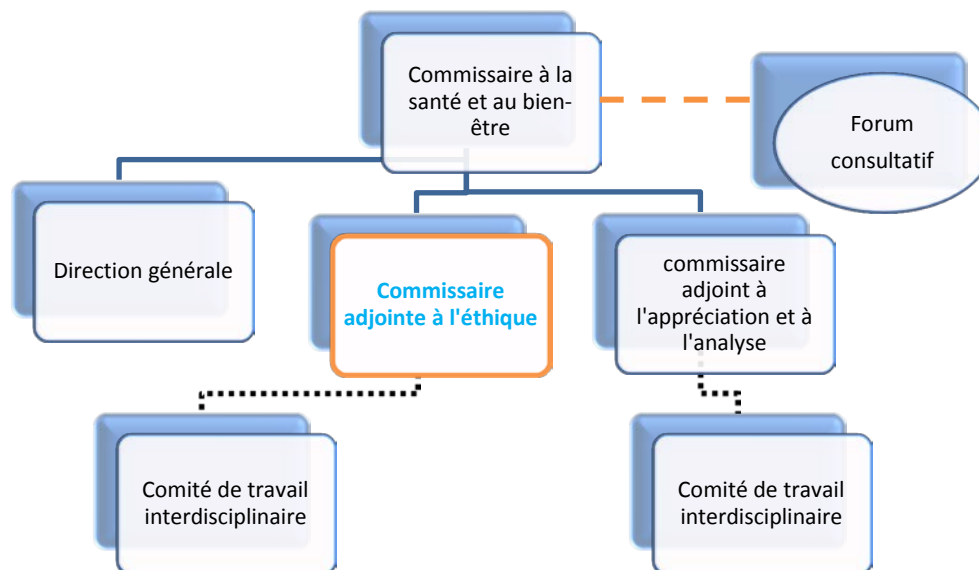 Commissaire à la
santé et au bien-
être
Forum
consultatif
Direction générale
Commissaire
adjointe à l'éthique
commissaire
adjoint à
l'appréciation et à
l'analyse
Comité de travail
interdisciplinaire
Comité de travail
interdisciplinaire